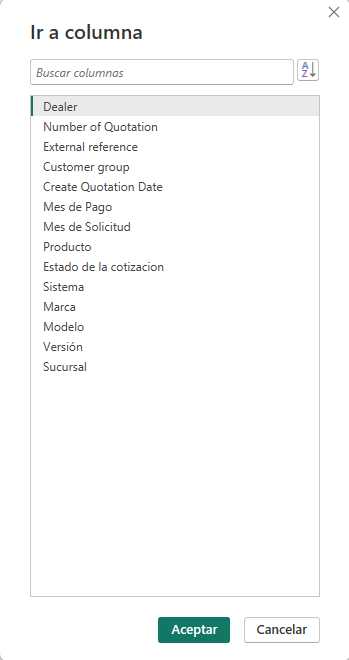 Ir a columna
Buscar columnas
Dealer
Number of Quotation
External reference
Customer group
Create Quotation Date
Mes de Pago
Mes de Solicitud
Producto
Estado de la cotizacion
Sistema
Marca
Modelo
Versión
Sucursal
Aceptar Cancelar